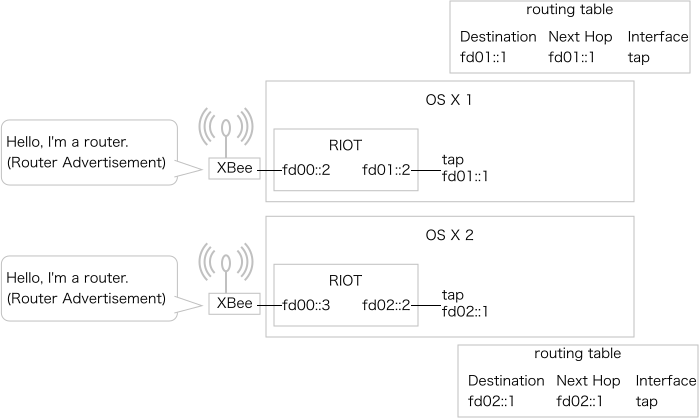 routing table
Destination Next Hop Interface
fd01::1 fd01::1 tap
OS X 1
Hello, I'm a router.
(Router Advertisement)
RIOT
XBee fd00::2 fd01::2 tap
fd01::1
OS X 2
Hello, I'm a router.
(Router Advertisement)
RIOT
XBee fd00::3 fd02::2 tap
fd02::1
routing table
Destination Next Hop Interface
fd02::1 fd02::1 tap